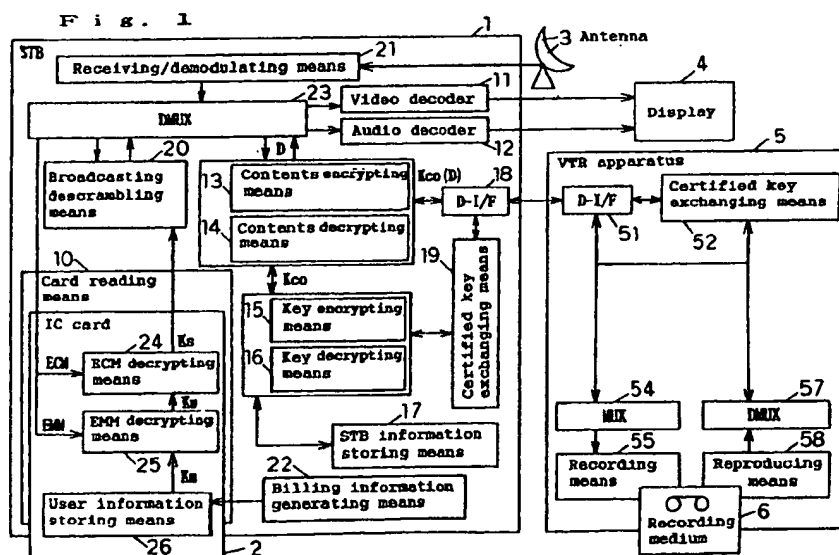 Fig. 1
1
STB
21
Receiving/demodulating means
3
Antenna
23
DMUX
11
Video decoder
Audio decoder
12
4
Display
20
Broadcasting
descrambling
means
D
13
Contents encrypting
means
14
Contents decrypting
means
Kco(D)
18
D-I/F
5
VTR apparatus
D-I/F
51
Certified key
exchanging means
52
10
Card reading
means
Kco
19
Certified key
exchanging means
IC card
15
Key encrypting
means
16
Key decrypting
means
Ks
24
ECM
ECM decrypting
means
Kw
EMM
EMM decrypting
means
25
Km
17
STB information
storing means
22
Billing information
generating means
User information
storing means
26
2
54
MUX
57
DMUX
55
Recording
means
58
Reproducing
means
Recording
medium
6